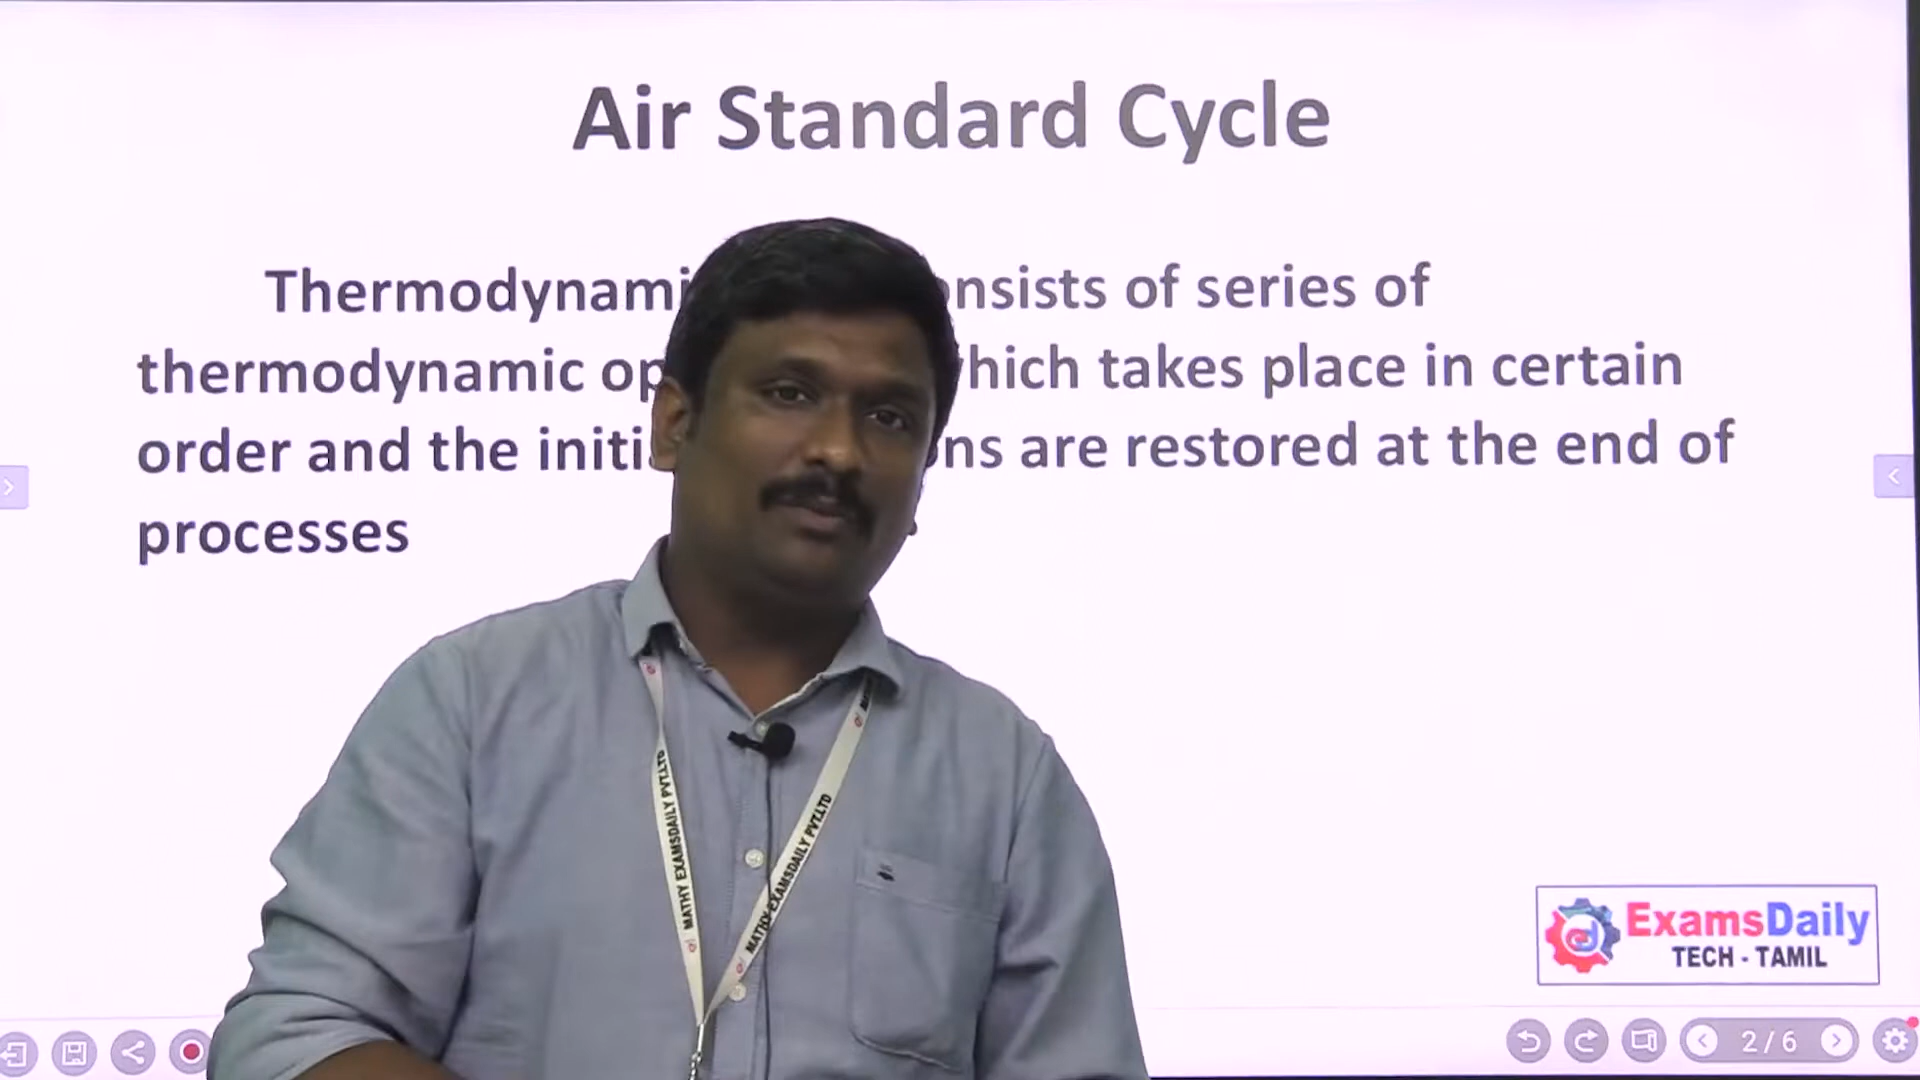 Air Standard Cycle
Thermodynami onsists of series of
thermodynamic op hich takes place in certain
order and the initi ns are restored at the end of
processes
MATHY EXAMSDAILY PVT.LTD
MATHY EXAMSDAILY PVT.LTD
ExamsDaily
TECH - TAMIL
2 / 6